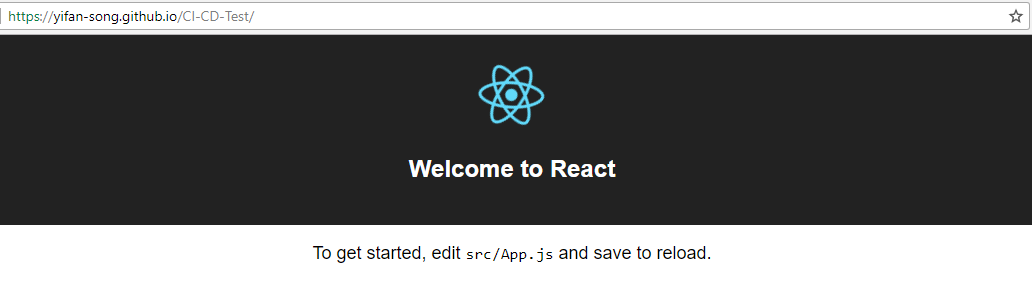 https://yifan-song.github.io/CI-CD-Test/
Welcome to React
To get started, edit src/App.js and save to reload.